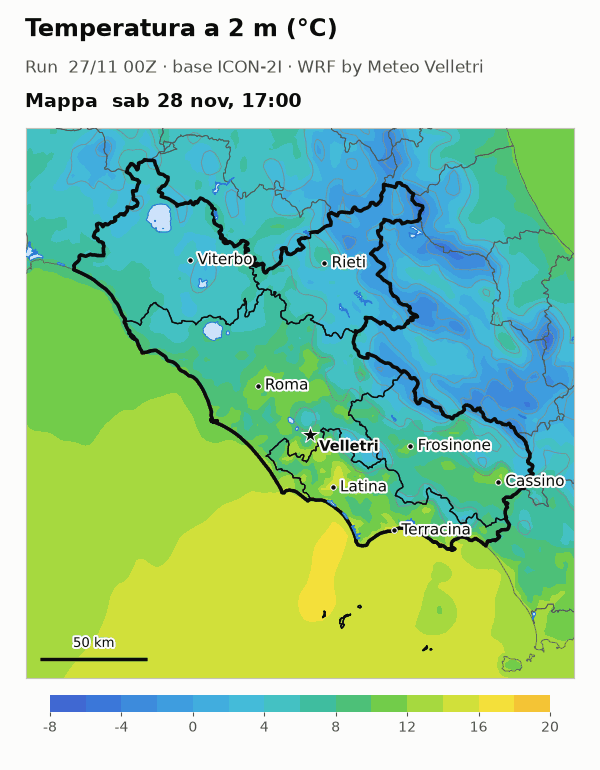 Temperatura a 2 m (°C)
Run  27/11 00Z · base ICON-2I · WRF by Meteo Velletri
Mappa  sab 28 nov, 17:00
Viterbo
Rieti
Roma
Velletri
Frosinone
Cassino
Latina
Terracina
50 km
-8 -4 0 4 8 12 16 20